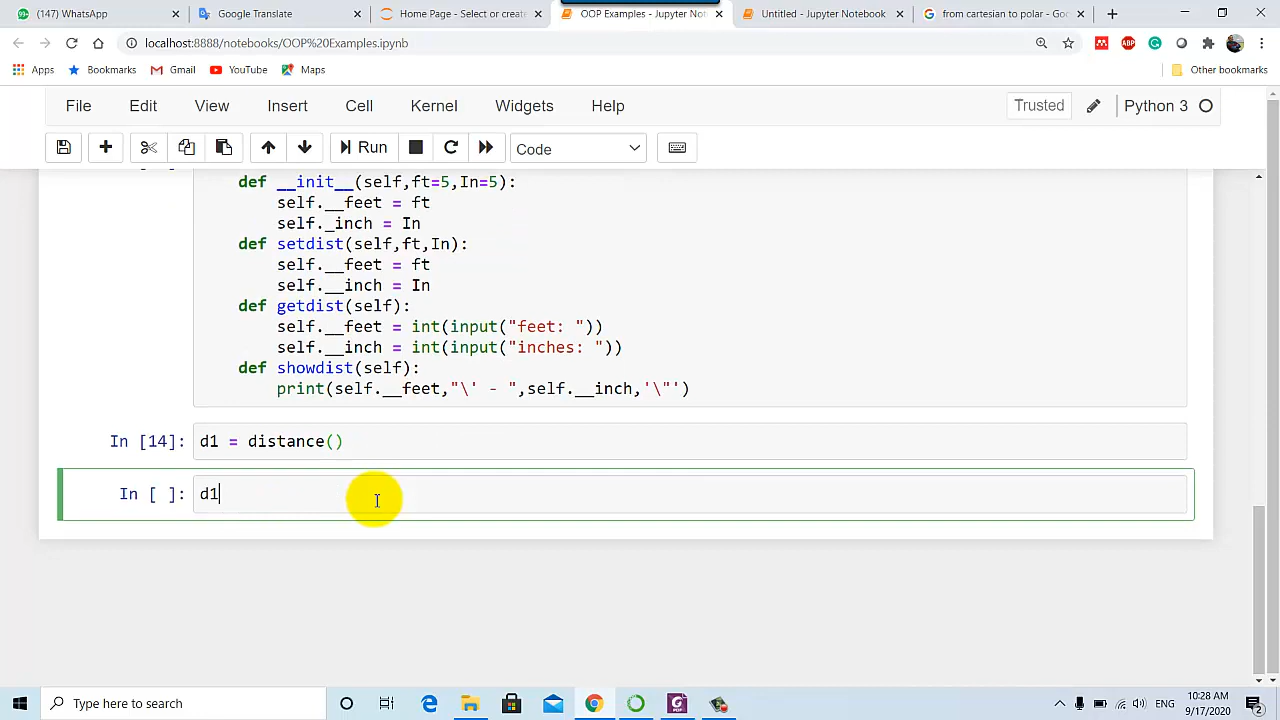 (147) WhatsApp
Google Translate
Home Page - Select or create
OOP Examples - Jupyter Not
Untitled - Jupyter Notebook
from cartesian to polar - Goo
localhost:8888/notebooks/OOP%20Examples.ipynb
Apps Bookmarks Gmail YouTube Maps Other bookmarks
File Edit View Insert Cell Kernel Widgets Help Trusted Python 3
Run Code
def __init__(self,ft=5,In=5):
self.__feet = ft
self._inch = In
def setdist(self,ft,In):
self.__feet = ft
self.__inch = In
def getdist(self):
self.__feet = int(input("feet: "))
self.__inch = int(input("inches: "))
def showdist(self):
print(self.__feet,"\' - ",self.__inch,'\"')
In [14]: d1 = distance()
In [ ]: d1
Type here to search
10:28 AM
9/17/2020
2